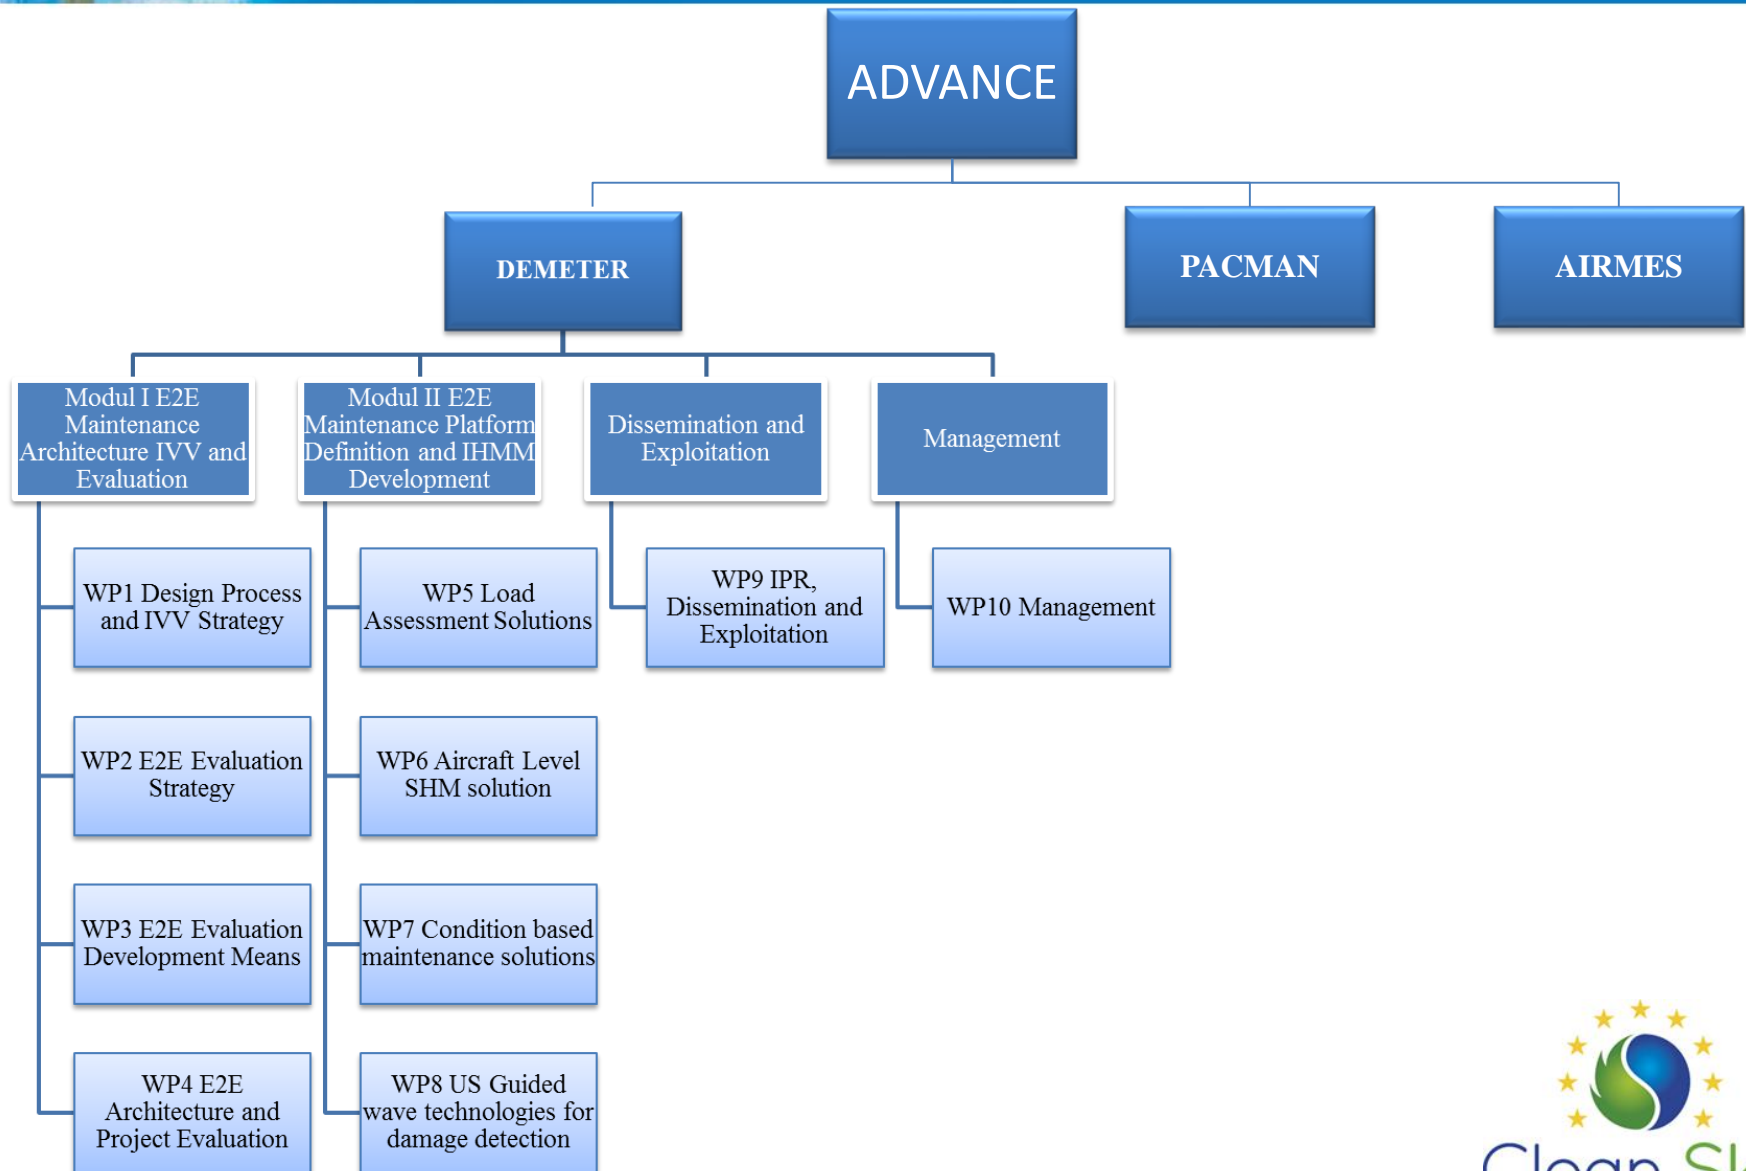 ADVANCE
DEMETER
PACMAN
AIRMES
Modul I E2E
Maintenance
Architecture IVV and
Evaluation
Modul II E2E
Maintenance Platform
Definition and IHMM
Development
Dissemination and
Exploitation
Management
WP1 Design Process
and IVV Strategy
WP5 Load
Assessment Solutions
WP9 IPR,
Dissemination and
Exploitation
WP10 Management
WP2 E2E Evaluation
Strategy
WP6 Aircraft Level
SHM solution
WP3 E2E Evaluation
Development Means
WP7 Condition based
maintenance solutions
WP4 E2E
Architecture and
Project Evaluation
WP8 US Guided
wave technologies for
damage detection
Clean